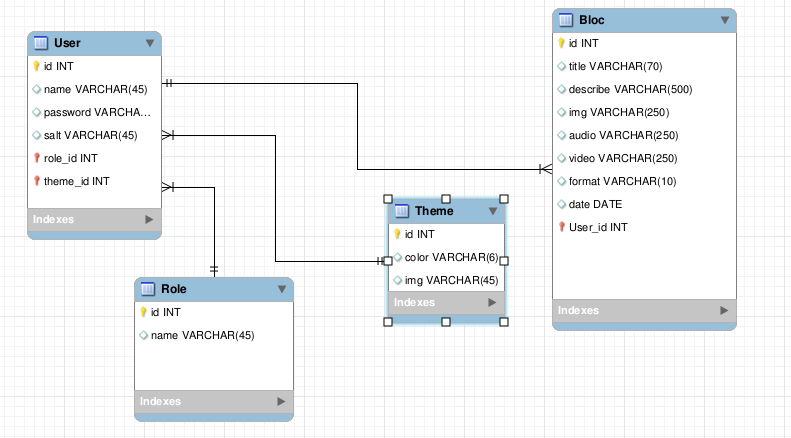 User
id INT
name VARCHAR(45)
password VARCHA...
salt VARCHAR(45)
role_id INT
theme_id INT
Indexes
Role
id INT
name VARCHAR(45)
Indexes
Theme
id INT
color VARCHAR(6)
img VARCHAR(45)
Indexes
Bloc
id INT
title VARCHAR(70)
describe VARCHAR(500)
img VARCHAR(250)
audio VARCHAR(250)
video VARCHAR(250)
format VARCHAR(10)
date DATE
User_id INT
Indexes